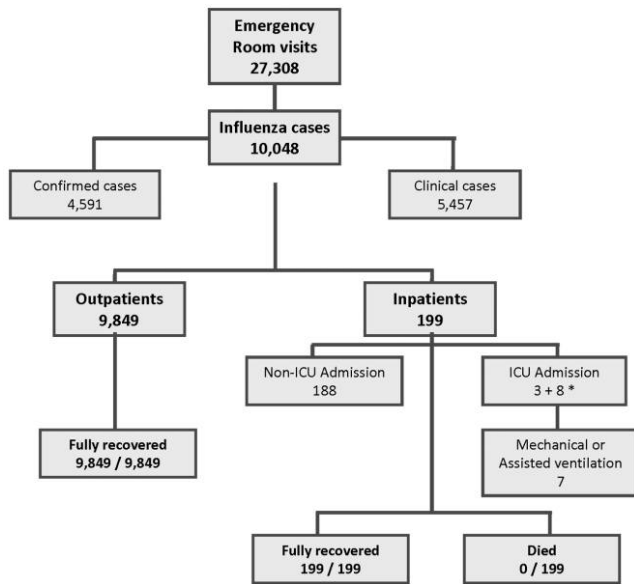 Emergency
Room visits
27,308
Influenza cases
10,048
Confirmed cases
4,591
Clinical cases
5,457
Outpatients
9,849
Inpatients
199
Non-ICU Admission
188
ICU Admission
3 + 8 *
Fully recovered
9,849 / 9,849
Mechanical or
Assisted ventilation
7
Fully recovered
199 / 199
Died
0 / 199